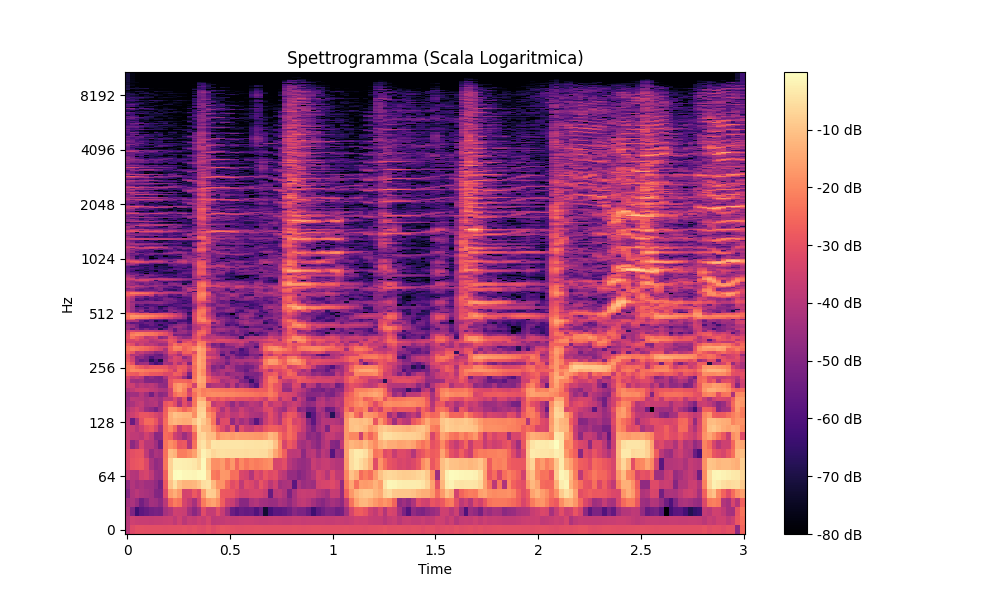 Spettrogramma (Scala Logaritmica)
Hz
8192
4096
2048
1024
512
256
128
64
0
0 0.5 1 1.5 2 2.5 3
Time
-10 dB
-20 dB
-30 dB
-40 dB
-50 dB
-60 dB
-70 dB
-80 dB